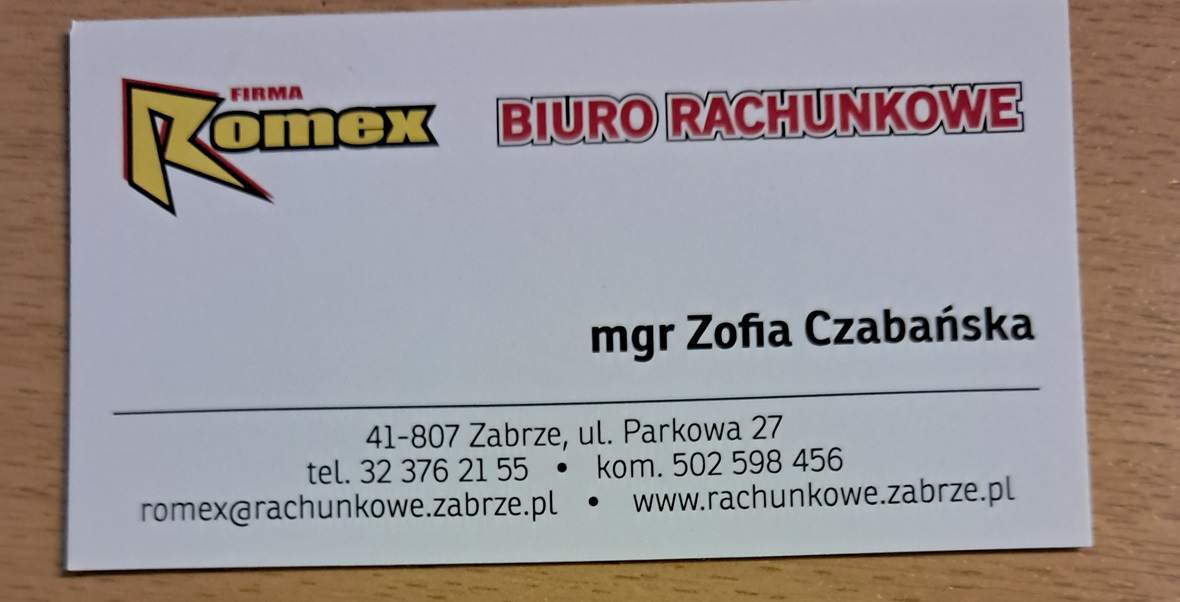 FIRMA
Romex
BIURO RACHUNKOWE
mgr Zofia Czabańska
41-807 Zabrze, ul. Parkowa 27
tel. 32 376 21 55 • kom. 502 598 456
romex@rachunkowe.zabrze.pl • www.rachunkowe.zabrze.pl